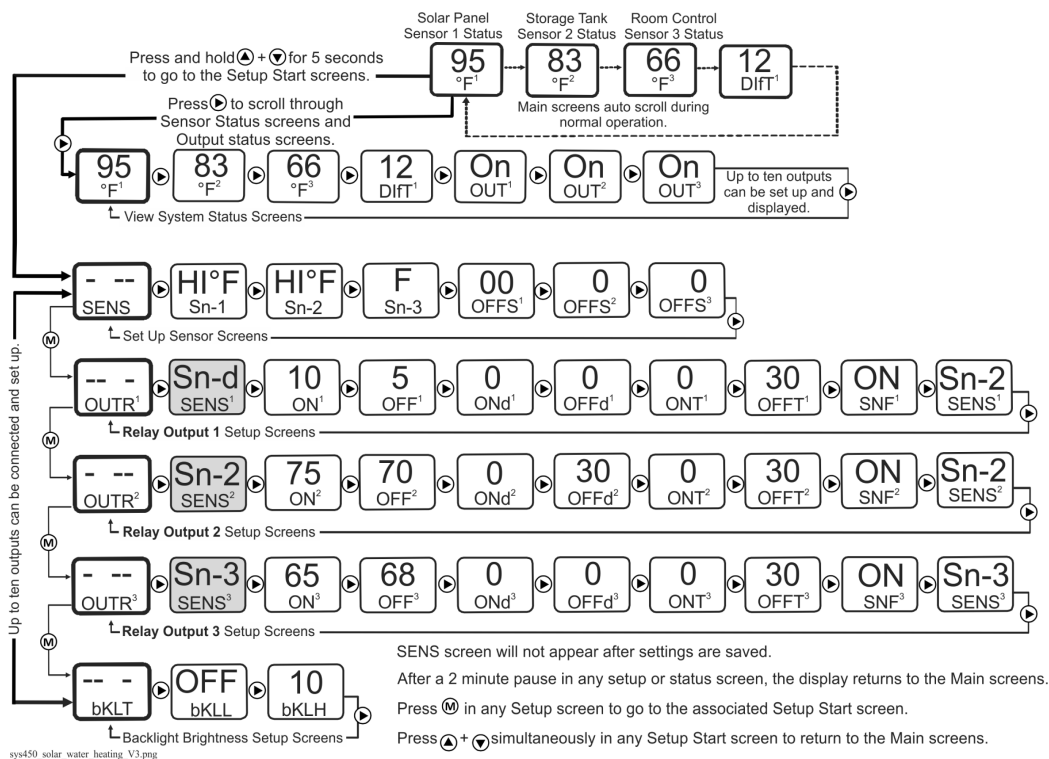 Solar Panel
Sensor 1 Status
Storage Tank
Sensor 2 Status
Room Control
Sensor 3 Status
Press and hold ▲ + ▼ for 5 seconds
to go to the Setup Start screens.
95
°F¹
83
°F²
66
°F³
12
DIfT¹
Main screens auto scroll during
normal operation.
Press ▶ to scroll through
Sensor Status screens and
Output status screens.
95
°F¹
83
°F²
66
°F³
12
DIfT¹
On
OUT¹
On
OUT²
On
OUT³
Up to ten outputs
can be set up and
displayed.
View System Status Screens
Up to ten outputs can be connected and set up.
- --
SENS
HI°F
Sn-1
HI°F
Sn-2
F
Sn-3
00
OFFS¹
0
OFFS²
0
OFFS³
Set Up Sensor Screens
M
-- -
OUTR¹
Sn-d
SENS¹
10
ON¹
5
OFF¹
0
ONd¹
0
OFFd¹
0
ONT¹
30
OFFT¹
ON
SNF¹
Sn-2
SENS¹
Relay Output 1 Setup Screens
M
- --
OUTR²
Sn-2
SENS²
75
ON²
70
OFF²
0
ONd²
30
OFFd²
0
ONT²
30
OFFT²
ON
SNF²
Sn-2
SENS²
Relay Output 2 Setup Screens
M
- --
OUTR³
Sn-3
SENS³
65
ON³
68
OFF³
0
ONd³
0
OFFd³
0
ONT³
30
OFFT³
ON
SNF³
Sn-3
SENS³
Relay Output 3 Setup Screens
M
-- -
bKLT
OFF
bKLL
10
bKLH
Backlight Brightness Setup Screens
SENS screen will not appear after settings are saved.
After a 2 minute pause in any setup or status screen, the display returns to the Main screens.
Press M in any Setup screen to go to the associated Setup Start screen.
Press ▲ + ▼ simultaneously in any Setup Start screen to return to the Main screens.
sys450_solar_water_heating_V3.png